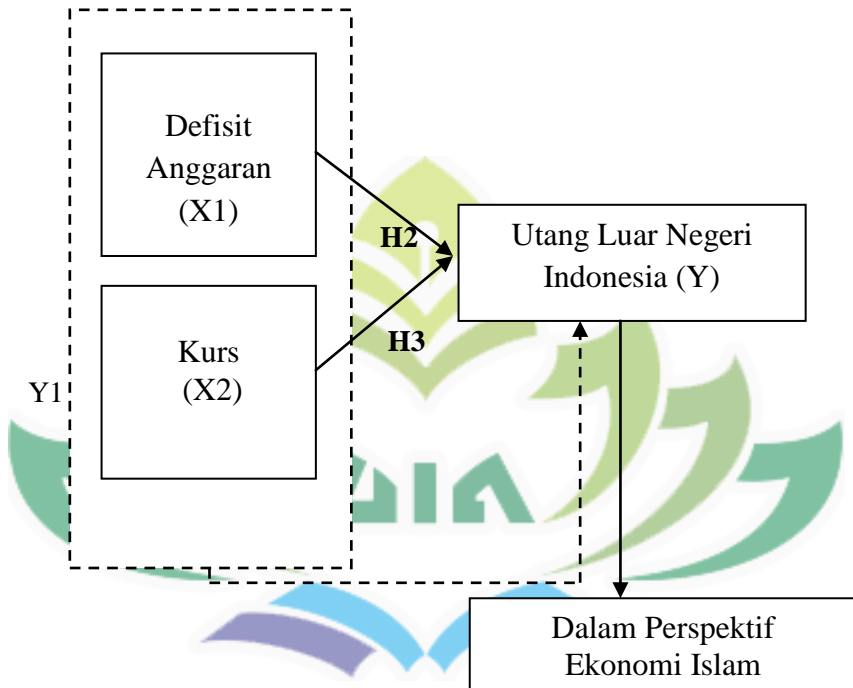 Defisit
Anggaran
(X1)
H2
Utang Luar Negeri
Indonesia (Y)
Kurs
(X2)
H3
Y1
Dalam Perspektif
Ekonomi Islam